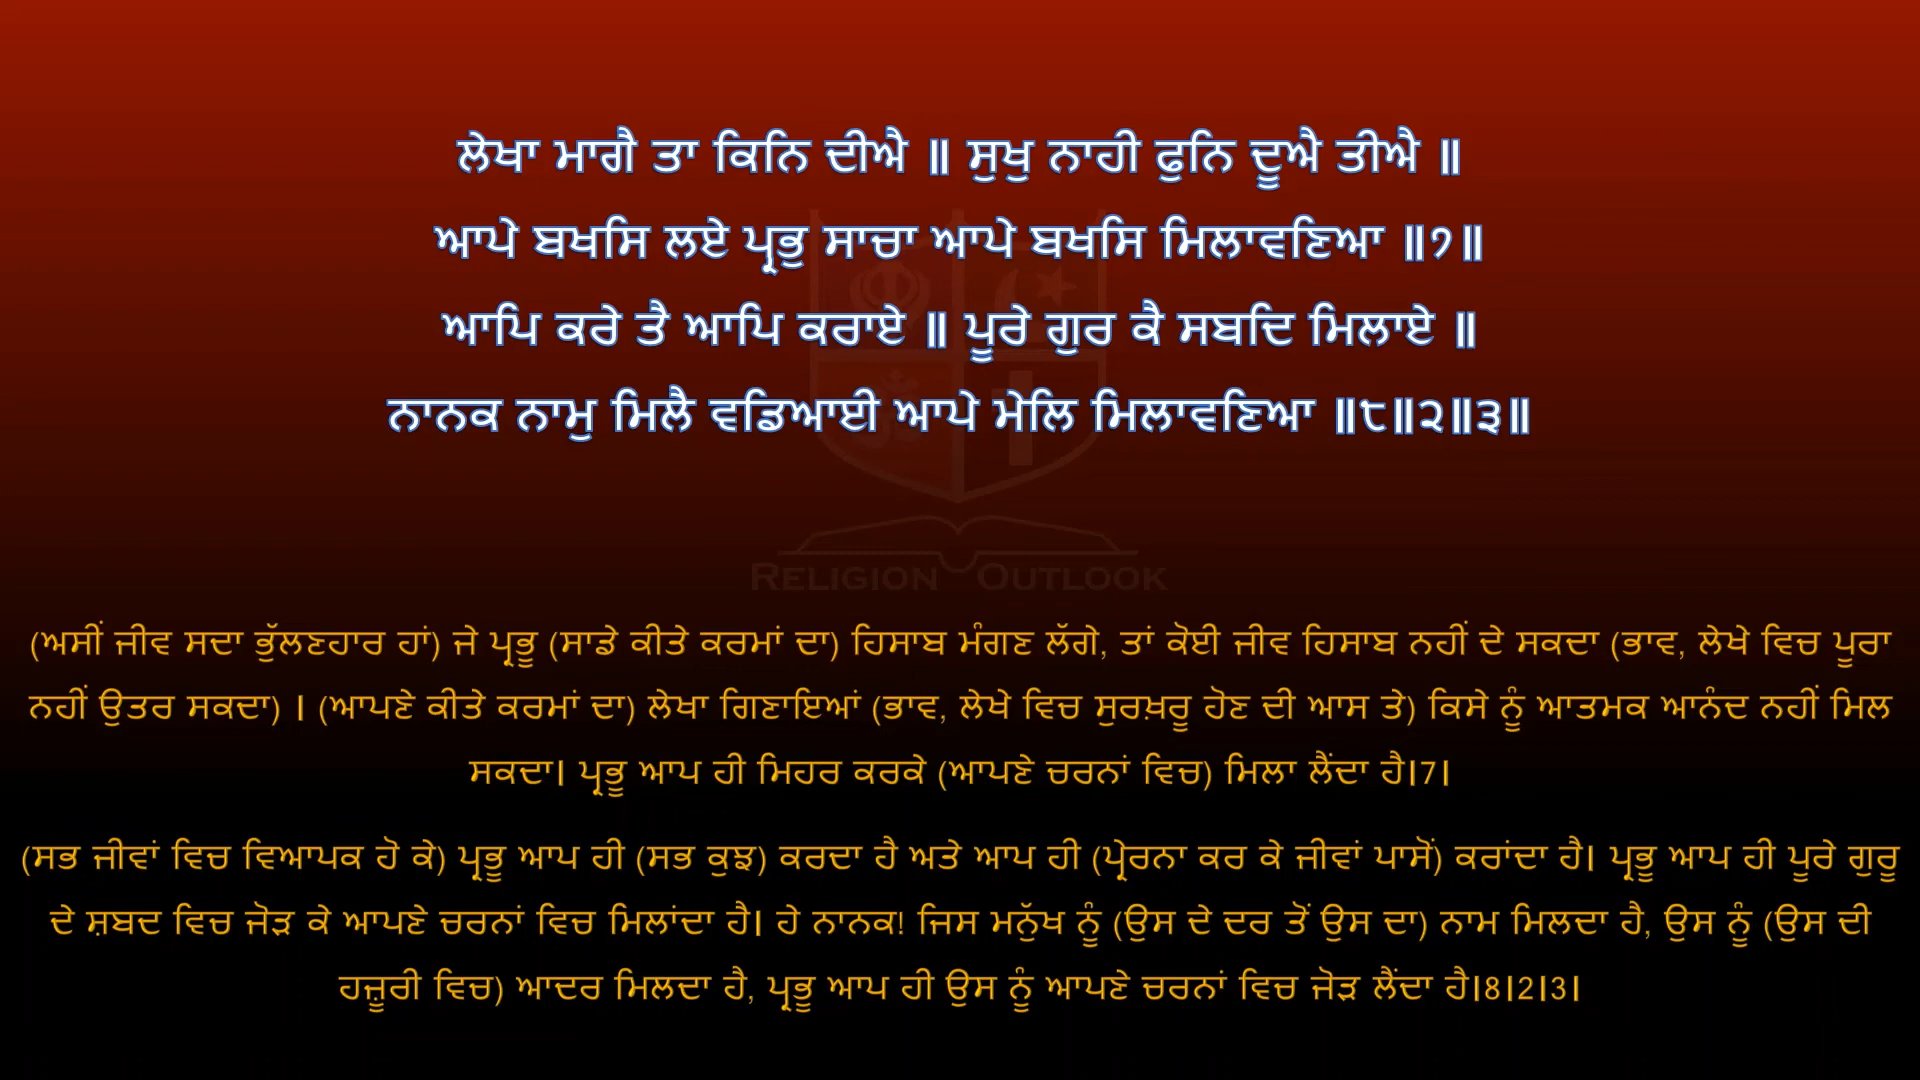 ਲੇਖਾ ਮਾਗੈ ਤਾ ਕਿਨਿ ਦੀਐ ॥ ਸੁਖੁ ਨਾਹੀ ਫੁਨਿ ਦੂਐ ਤੀਐ ॥
ਆਪੇ ਬਖਸਿ ਲਏ ਪ੍ਰਭੁ ਸਾਚਾ ਆਪੇ ਬਖਸਿ ਮਿਲਾਵਣਿਆ ॥੭॥
ਆਪਿ ਕਰੇ ਤੈ ਆਪਿ ਕਰਾਏ ॥ ਪੂਰੇ ਗੁਰ ਕੈ ਸਬਦਿ ਮਿਲਾਏ ॥
ਨਾਨਕ ਨਾਮੁ ਮਿਲੈ ਵਡਿਆਈ ਆਪੇ ਮੇਲਿ ਮਿਲਾਵਣਿਆ ॥੮॥੨॥੩॥
RELIGION OUTLOOK
(ਅਸੀਂ ਜੀਵ ਸਦਾ ਭੁੱਲਣਹਾਰ ਹਾਂ) ਜੇ ਪ੍ਰਭੂ (ਸਾਡੇ ਕੀਤੇ ਕਰਮਾਂ ਦਾ) ਹਿਸਾਬ ਮੰਗਣ ਲੱਗੇ, ਤਾਂ ਕੋਈ ਜੀਵ ਹਿਸਾਬ ਨਹੀਂ ਦੇ ਸਕਦਾ (ਭਾਵ, ਲੇਖੇ ਵਿਚ ਪੂਰਾ
ਨਹੀਂ ਉਤਰ ਸਕਦਾ) । (ਆਪਣੇ ਕੀਤੇ ਕਰਮਾਂ ਦਾ) ਲੇਖਾ ਗਿਣਾਇਆਂ (ਭਾਵ, ਲੇਖੇ ਵਿਚ ਸੁਰਖ਼ਰੂ ਹੋਣ ਦੀ ਆਸ ਤੇ) ਕਿਸੇ ਨੂੰ ਆਤਮਕ ਆਨੰਦ ਨਹੀਂ ਮਿਲ
ਸਕਦਾ। ਪ੍ਰਭੂ ਆਪ ਹੀ ਮਿਹਰ ਕਰਕੇ (ਆਪਣੇ ਚਰਨਾਂ ਵਿਚ) ਮਿਲਾ ਲੈਂਦਾ ਹੈ।7।
(ਸਭ ਜੀਵਾਂ ਵਿਚ ਵਿਆਪਕ ਹੋ ਕੇ) ਪ੍ਰਭੂ ਆਪ ਹੀ (ਸਭ ਕੁਝ) ਕਰਦਾ ਹੈ ਅਤੇ ਆਪ ਹੀ (ਪ੍ਰੇਰਨਾ ਕਰ ਕੇ ਜੀਵਾਂ ਪਾਸੋਂ) ਕਰਾਂਦਾ ਹੈ। ਪ੍ਰਭੂ ਆਪ ਹੀ ਪੂਰੇ ਗੁਰੂ
ਦੇ ਸ਼ਬਦ ਵਿਚ ਜੋੜ ਕੇ ਆਪਣੇ ਚਰਨਾਂ ਵਿਚ ਮਿਲਾਂਦਾ ਹੈ। ਹੇ ਨਾਨਕ! ਜਿਸ ਮਨੁੱਖ ਨੂੰ (ਉਸ ਦੇ ਦਰ ਤੋਂ ਉਸ ਦਾ) ਨਾਮ ਮਿਲਦਾ ਹੈ, ਉਸ ਨੂੰ (ਉਸ ਦੀ
ਹਜ਼ੂਰੀ ਵਿਚ) ਆਦਰ ਮਿਲਦਾ ਹੈ, ਪ੍ਰਭੂ ਆਪ ਹੀ ਉਸ ਨੂੰ ਆਪਣੇ ਚਰਨਾਂ ਵਿਚ ਜੋੜ ਲੈਂਦਾ ਹੈ।8।2।3।